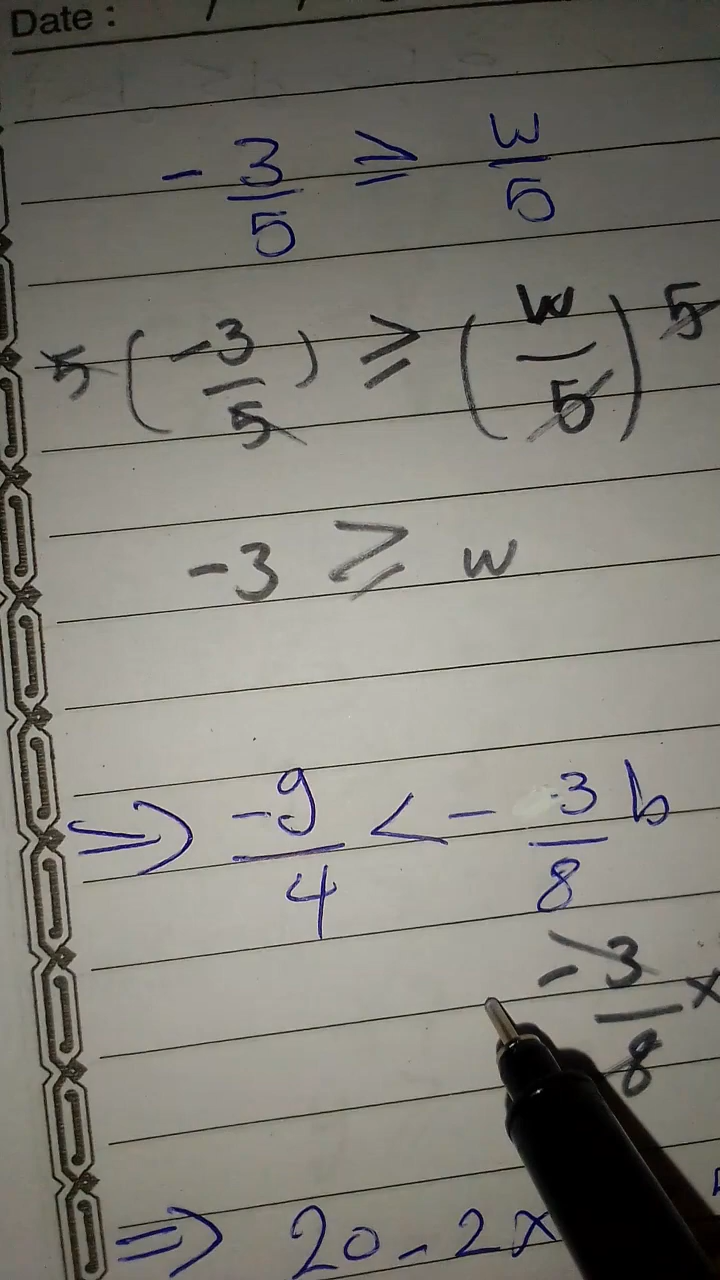 Date :
- 3/5 ≥ w/5
5 ( -3/5 ) ≥ ( w/5 ) 5
-3 ≥ w
⇒ -9/4 < - 3/8 b
- 3/8 ×
⇒ 20 - 2x